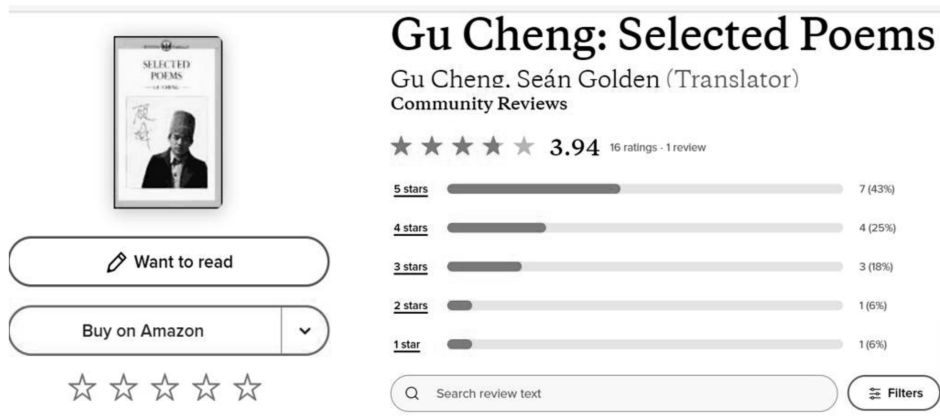 SELECTED
POEMS
GU CHENG
Want to read
Buy on Amazon
Gu Cheng: Selected Poems
Gu Cheng, Seán Golden (Translator)
Community Reviews
3.94 16 ratings · 1 review
5 stars 7 (43%)
4 stars 4 (25%)
3 stars 3 (18%)
2 stars 1 (6%)
1 star 1 (6%)
Search review text Filters